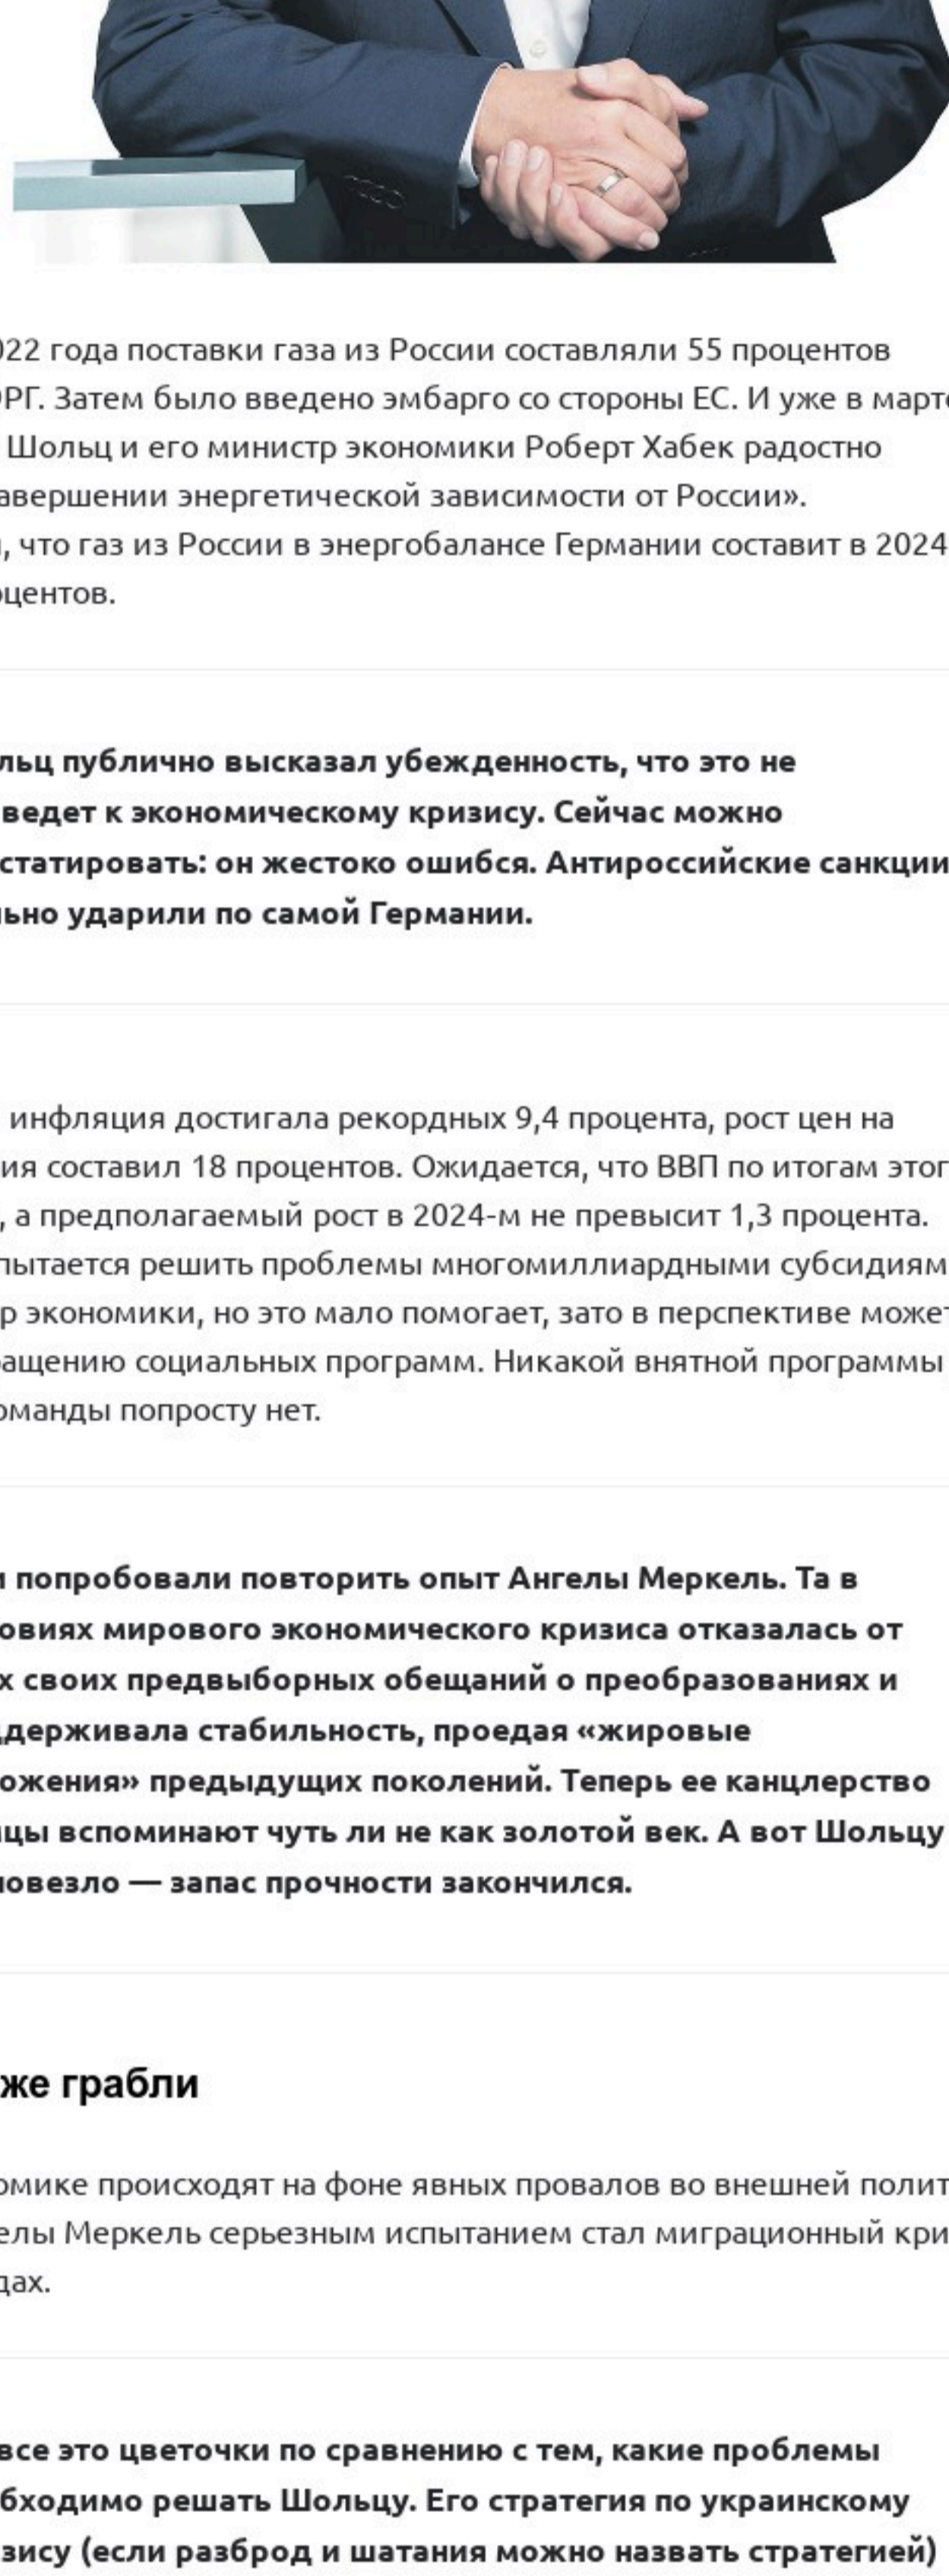 022 года поставки газа из России составляли 55 процентов
ФРГ. Затем было введено эмбарго со стороны ЕС. И уже в март
Шольц и его министр экономики Роберт Хабек радостно
авершении энергетической зависимости от России».
, что газ из России в энергобалансе Германии составит в 2024
оцентов.
льц публично высказал убежденность, что это не
ведет к экономическому кризису. Сейчас можно
статировать: он жестоко ошибся. Антироссийские санкции
ьно ударили по самой Германии.
инфляция достигала рекордных 9,4 процента, рост цен на
ия составил 18 процентов. Ожидается, что ВВП по итогам этог
, а предполагаемый рост в 2024-м не превысит 1,3 процента.
пытается решить проблемы многомиллиардными субсидиям
р экономики, но это мало помогает, зато в перспективе может
ращению социальных программ. Никакой внятной программы
оманды попросту нет.
и попробовали повторить опыт Ангелы Меркель. Та в
овиях мирового экономического кризиса отказалась от
х своих предвыборных обещаний о преобразованиях и
ддерживала стабильность, проедая «жировые
ожения» предыдущих поколений. Теперь ее канцлерство
цы вспоминают чуть ли не как золотой век. А вот Шольцу
повезло — запас прочности закончился.
же грабли
омике происходят на фоне явных провалов во внешней полит
елы Меркель серьезным испытанием стал миграционный кри
дах.
все это цветочки по сравнению с тем, какие проблемы
бходимо решать Шольцу. Его стратегия по украинскому
зису (если разброд и шатания можно назвать стратегией)